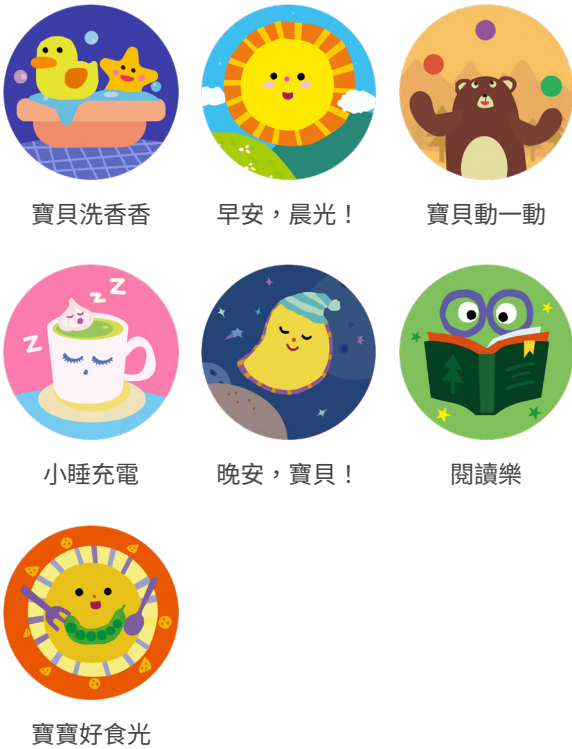 寶貝洗香香
早安，晨光！
寶貝動一動
z z
z
小睡充電
晚安，寶貝！
閱讀樂
寶寶好食光